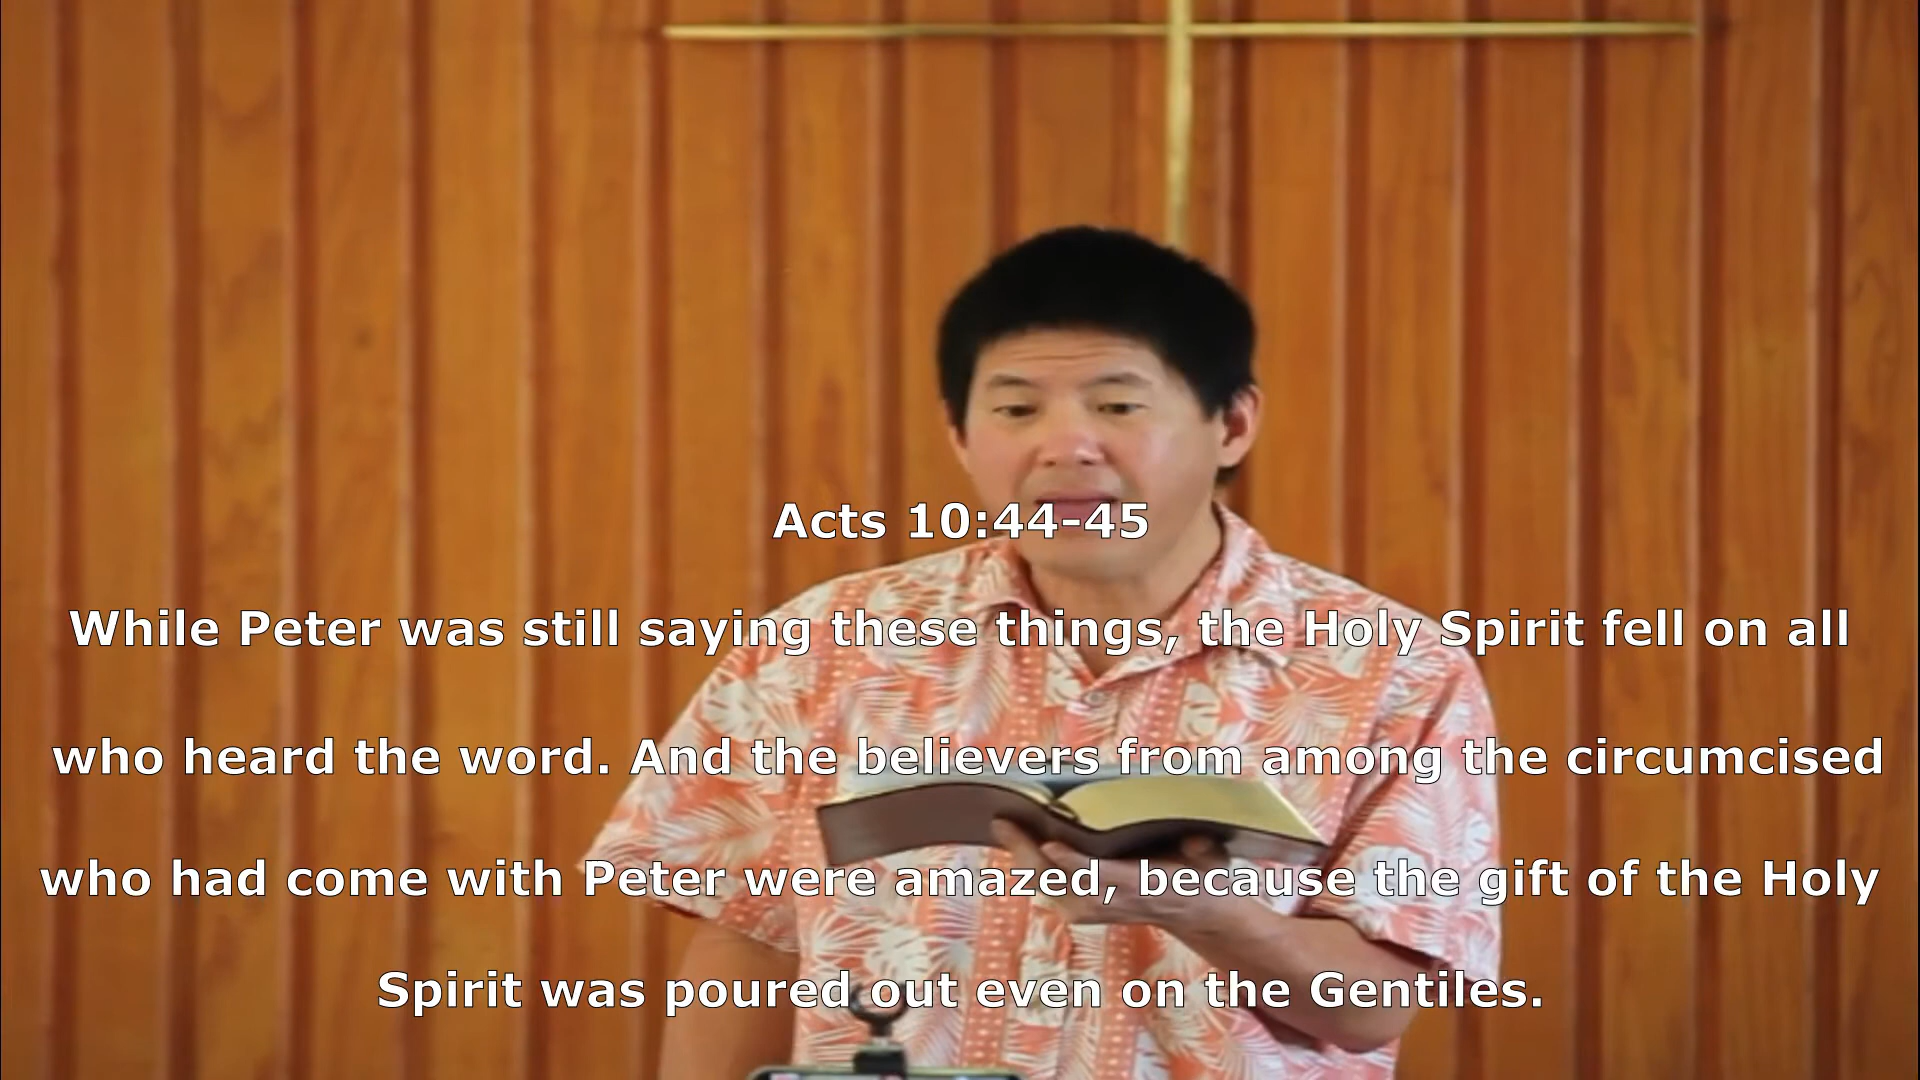 Acts 10:44-45
While Peter was still saying these things, the Holy Spirit fell on all
who heard the word. And the believers from among the circumcised
who had come with Peter were amazed, because the gift of the Holy
Spirit was poured out even on the Gentiles.